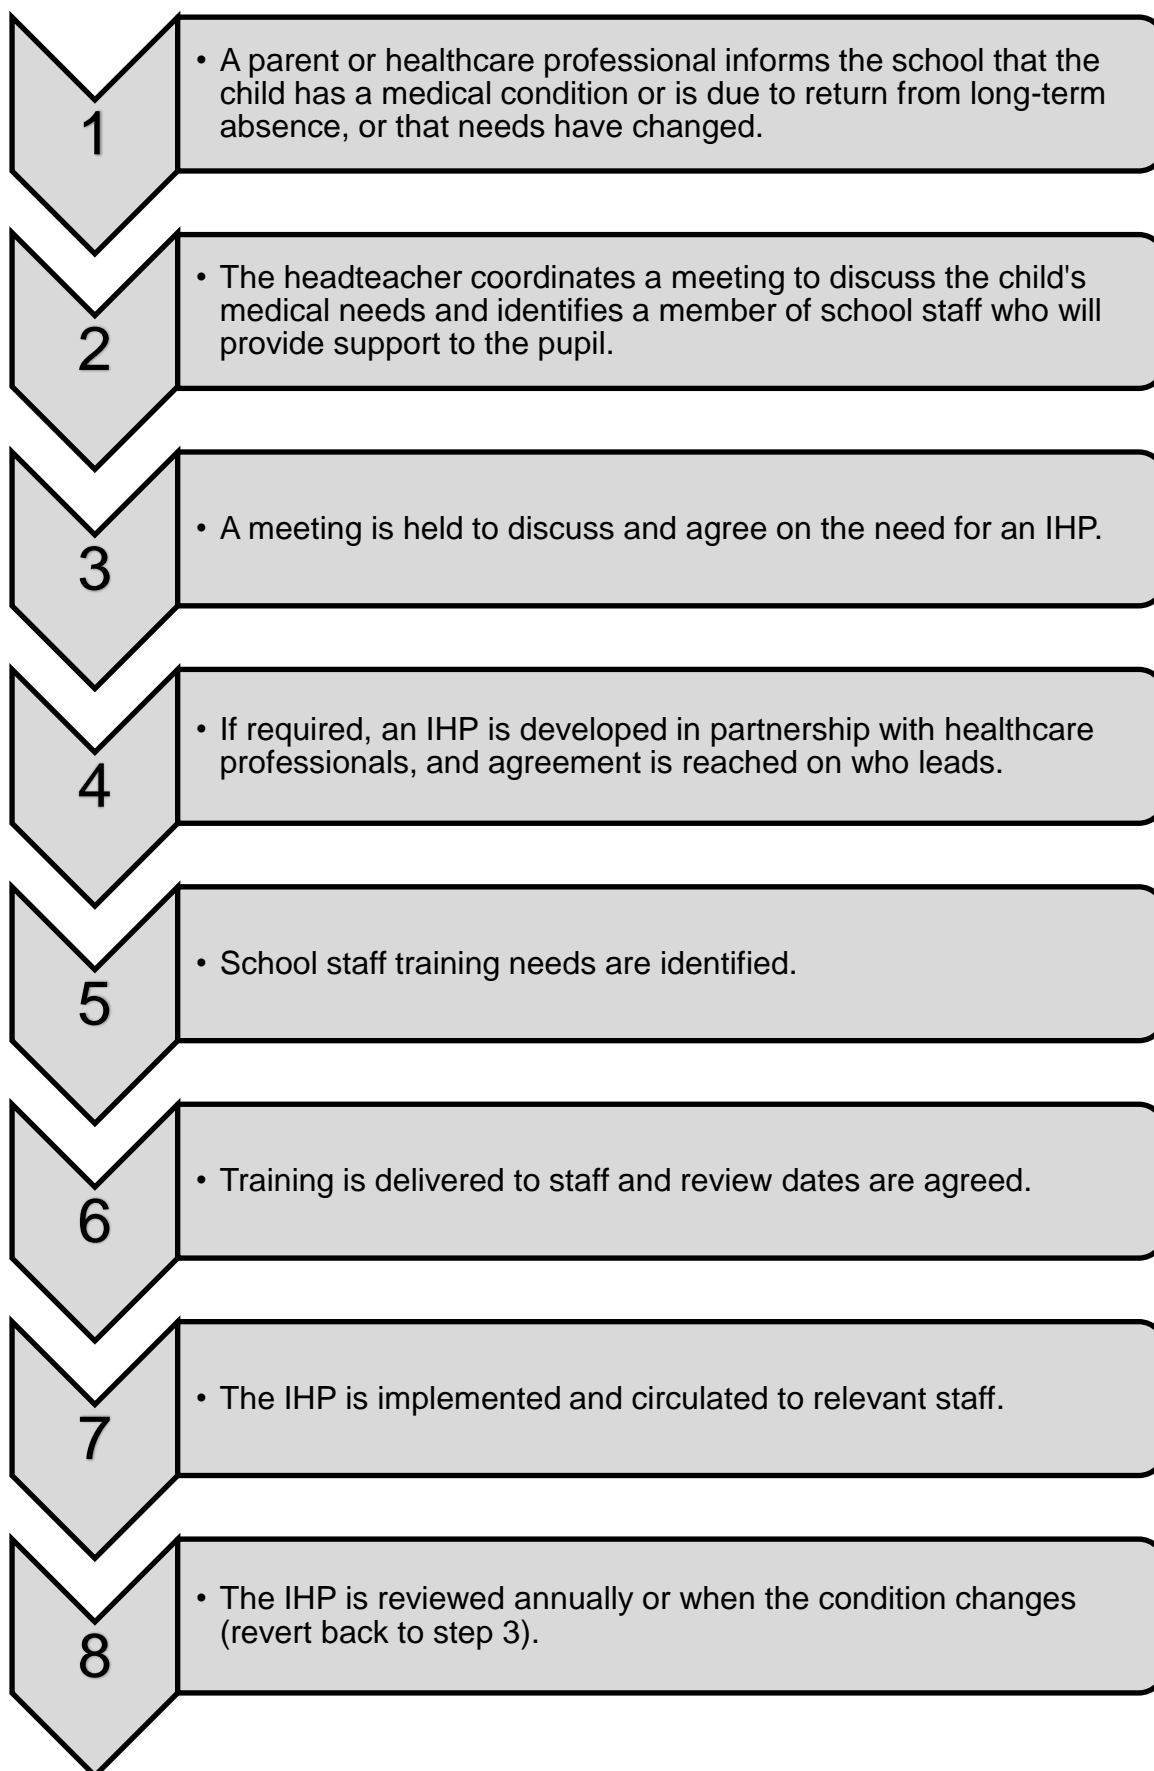 1
• A parent or healthcare professional informs the school that the
child has a medical condition or is due to return from long-term
absence, or that needs have changed.
2
• The headteacher coordinates a meeting to discuss the child's
medical needs and identifies a member of school staff who will
provide support to the pupil.
3
• A meeting is held to discuss and agree on the need for an IHP.
4
• If required, an IHP is developed in partnership with healthcare
professionals, and agreement is reached on who leads.
5
• School staff training needs are identified.
6
• Training is delivered to staff and review dates are agreed.
7
• The IHP is implemented and circulated to relevant staff.
8
• The IHP is reviewed annually or when the condition changes
(revert back to step 3).